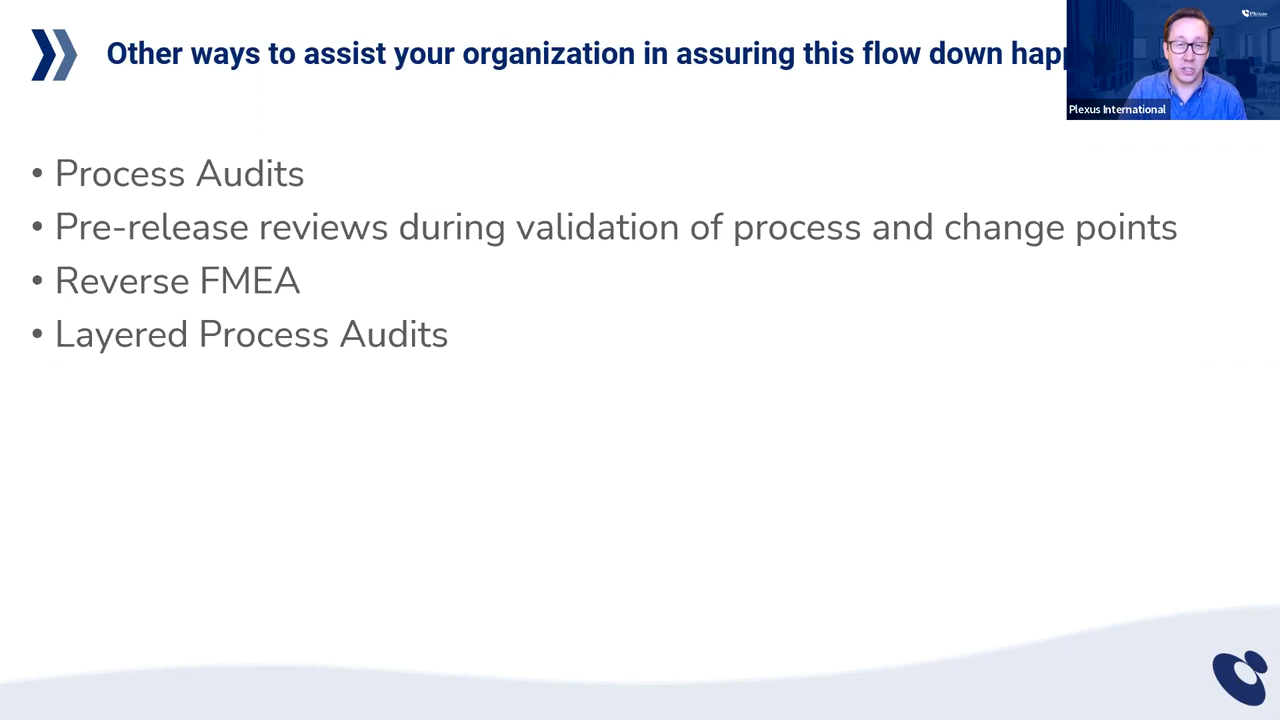 Other ways to assist your organization in assuring this flow down hap
Plexus
Plexus International
• Process Audits
• Pre-release reviews during validation of process and change points
• Reverse FMEA
• Layered Process Audits